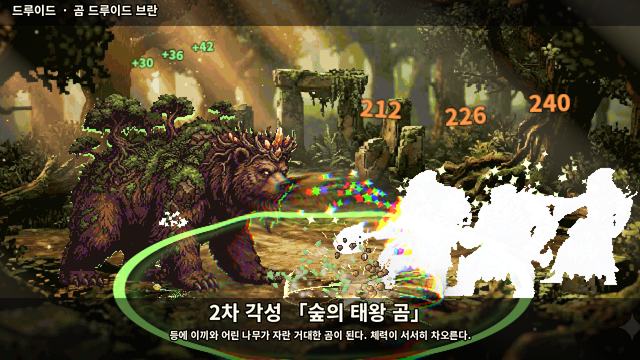 드루이드 · 곰 드루이드 브란
+30 +36 +42
212 226 240
2차 각성 「숲의 태왕 곰」
등에 이끼와 어린 나무가 자란 거대한 곰이 된다. 체력이 서서히 차오른다.